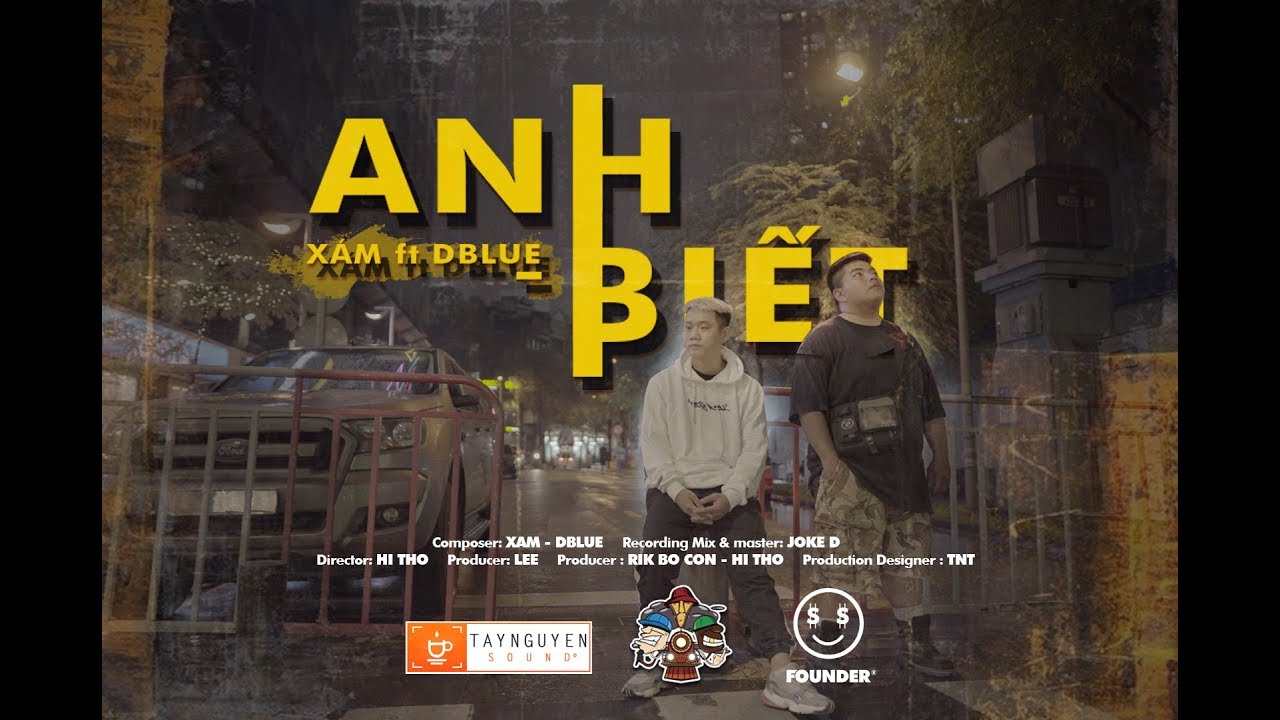 ANH
BIẾT
XÁM ft DBLUE
Composer: XAM - DBLUE Recording Mix & master: JOKE D
Director: HI THO Producer: LEE Producer : RIK BO CON - HI THO Production Designer : TNT
TAYNGUYEN
SOUND
FOUNDER
Ford